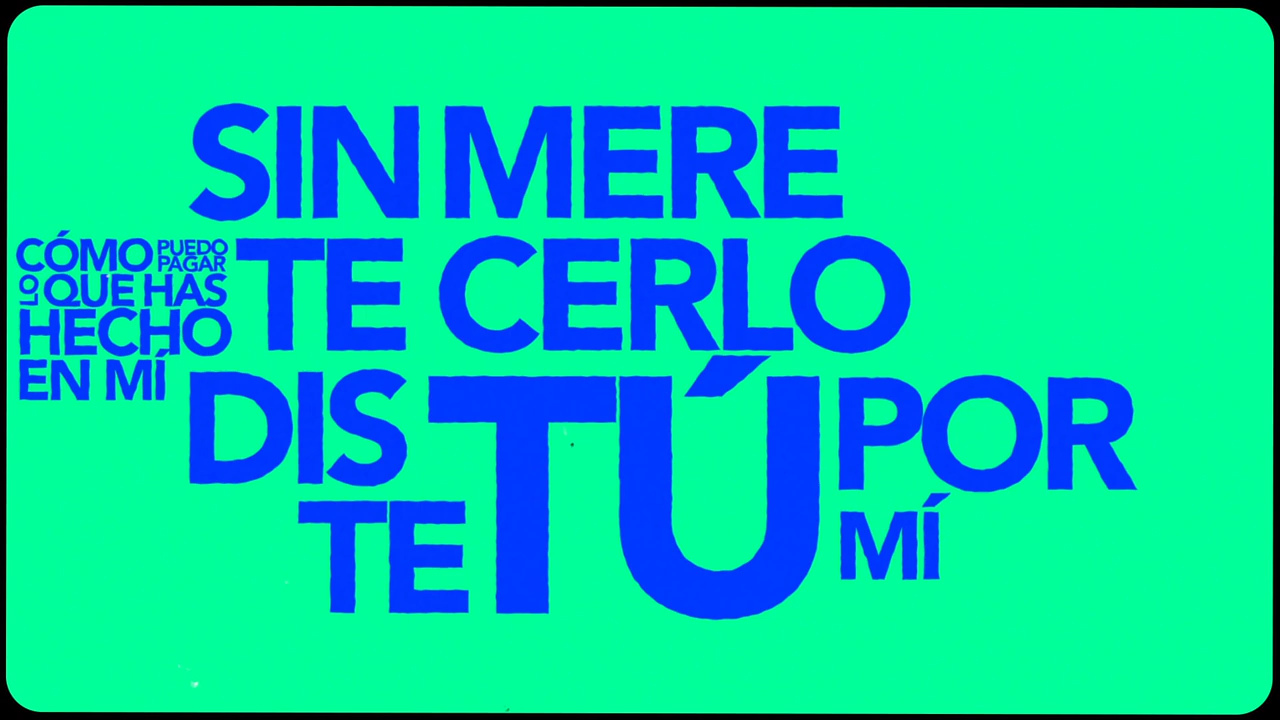 CÓMO PUEDO PAGAR
LO QUE HAS
HECHO
EN MÍ
SIN MERE
TE CERLO
DIS TÚ POR
TE MÍ